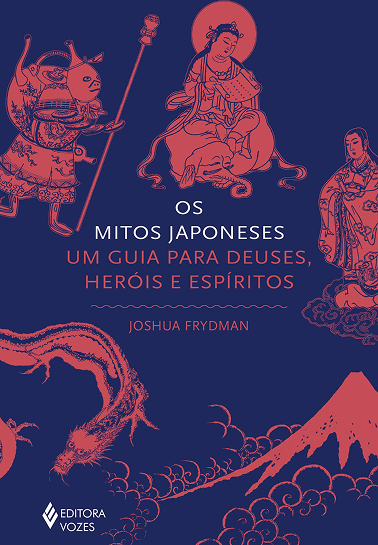 OS
MITOS JAPONESES
UM GUIA PARA DEUSES,
HERÓIS E ESPÍRITOS
JOSHUA FRYDMAN
EDITORA
VOZES